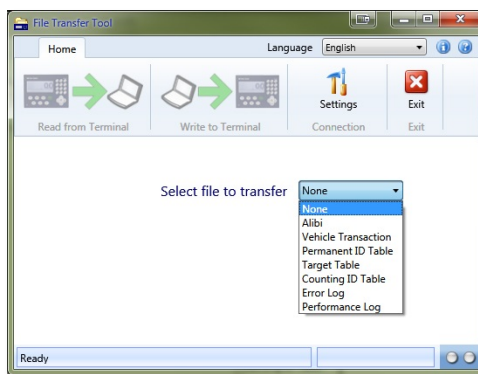 File Transfer Tool
Home
Language English
Settings
Exit
Read from Terminal
Write to Terminal
Connection
Exit
Select file to transfer None
None
Alibi
Vehicle Transaction
Permanent ID Table
Target Table
Counting ID Table
Error Log
Performance Log
Ready